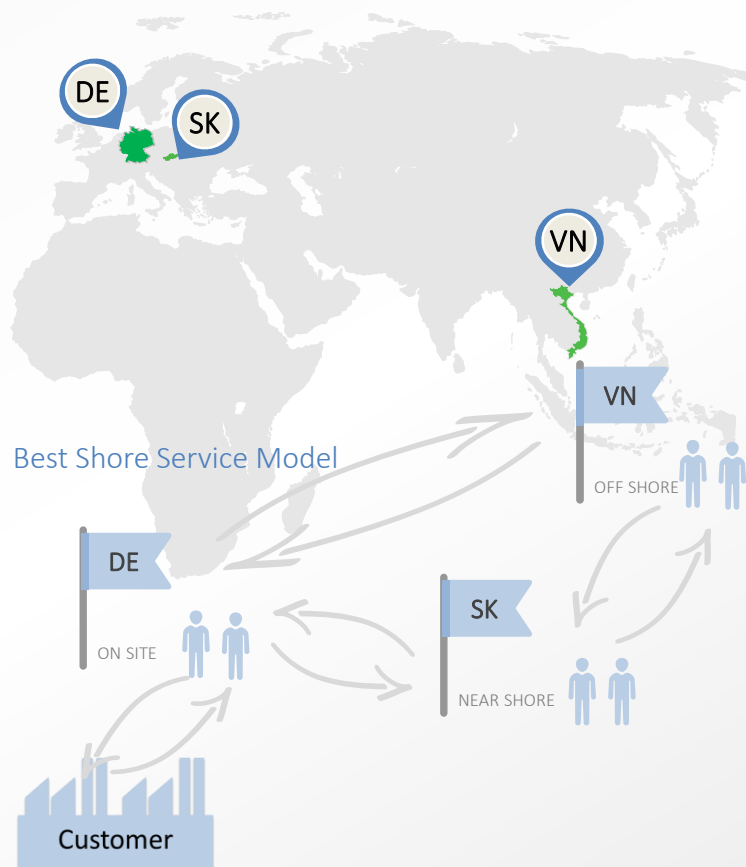 DE
SK
VN
VN
Best Shore Service Model
OFF SHORE
DE
SK
ON SITE
NEAR SHORE
Customer